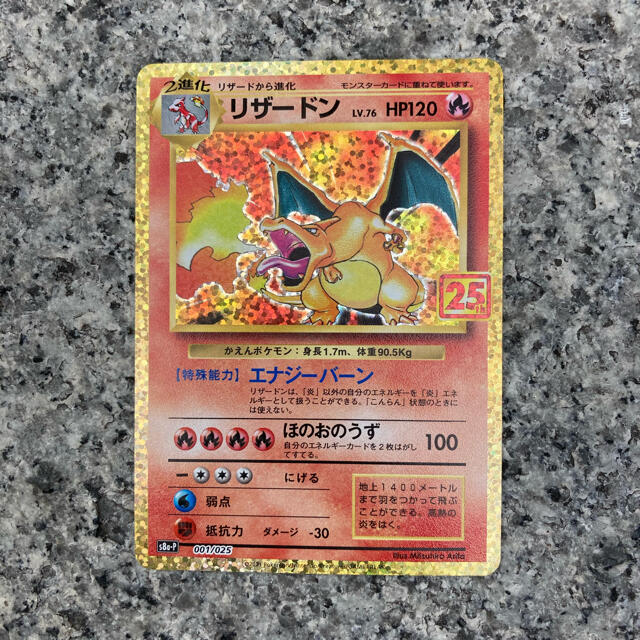 2進化 リザードから進化 モンスターカードに重ねて使います。
リザードン LV.76 HP120
25
かえんポケモン：身長1.7m、体重90.5Kg
【特殊能力】エナジーバーン
リザードンは、「炎」以外の自分のエネルギーを「炎」エネ
ルギーとして扱うことができる。「こんらん」状態のときに
は使えない。
ほのおのうず 100
自分のエネルギーカードを2枚はがし
てすてる。
にげる
弱点
抵抗力 ダメージ -30
地上1400メートル
まで羽をつかって飛ぶ
ことができる。高熱の
炎をはく。
s8a-P 001/025
Illus.Mitsuhiro Arita